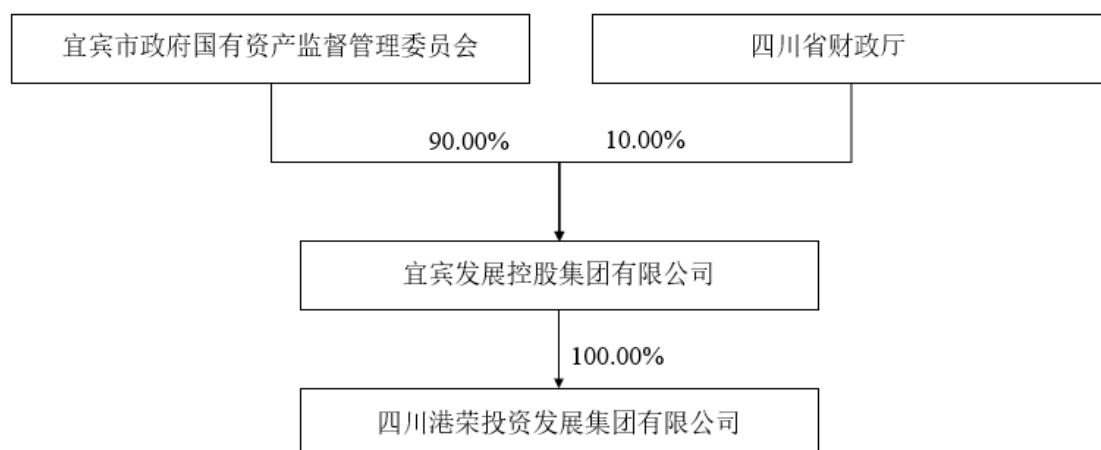 宜宾市政府国有资产监督管理委员会
四川省财政厅
90.00%
10.00%
宜宾发展控股集团有限公司
100.00%
四川港荣投资发展集团有限公司